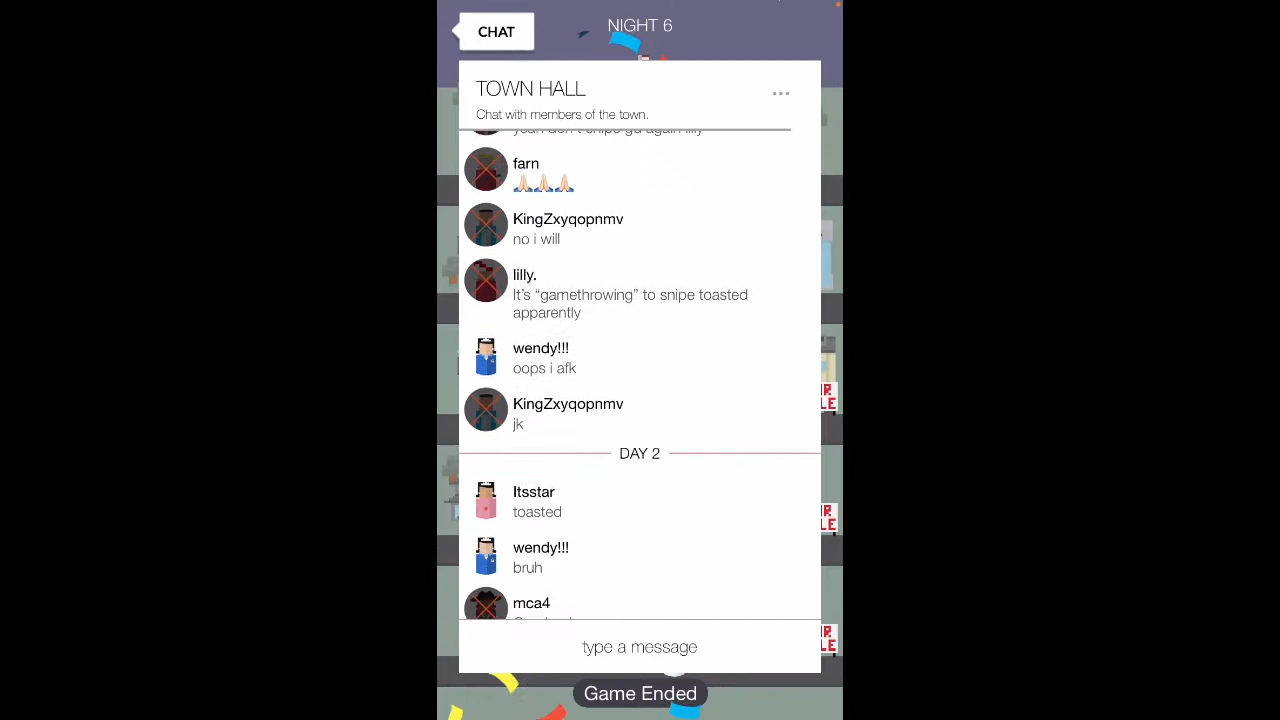 CHAT
NIGHT 6
TOWN HALL
Chat with members of the town.
farn
🙏🏻🙏🏻🙏🏻
KingZxyqopnmv
no i will
lilly.
It's “gamethrowing” to snipe toasted
apparently
wendy!!!
oops i afk
KingZxyqopnmv
jk
DAY 2
Itsstar
toasted
wendy!!!
bruh
mca4
type a message
Game Ended